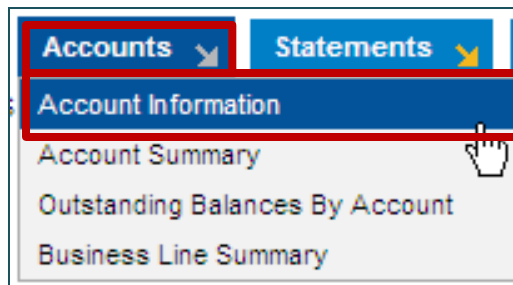 Accounts Statements
Account Information
Account Summary
Outstanding Balances By Account
Business Line Summary